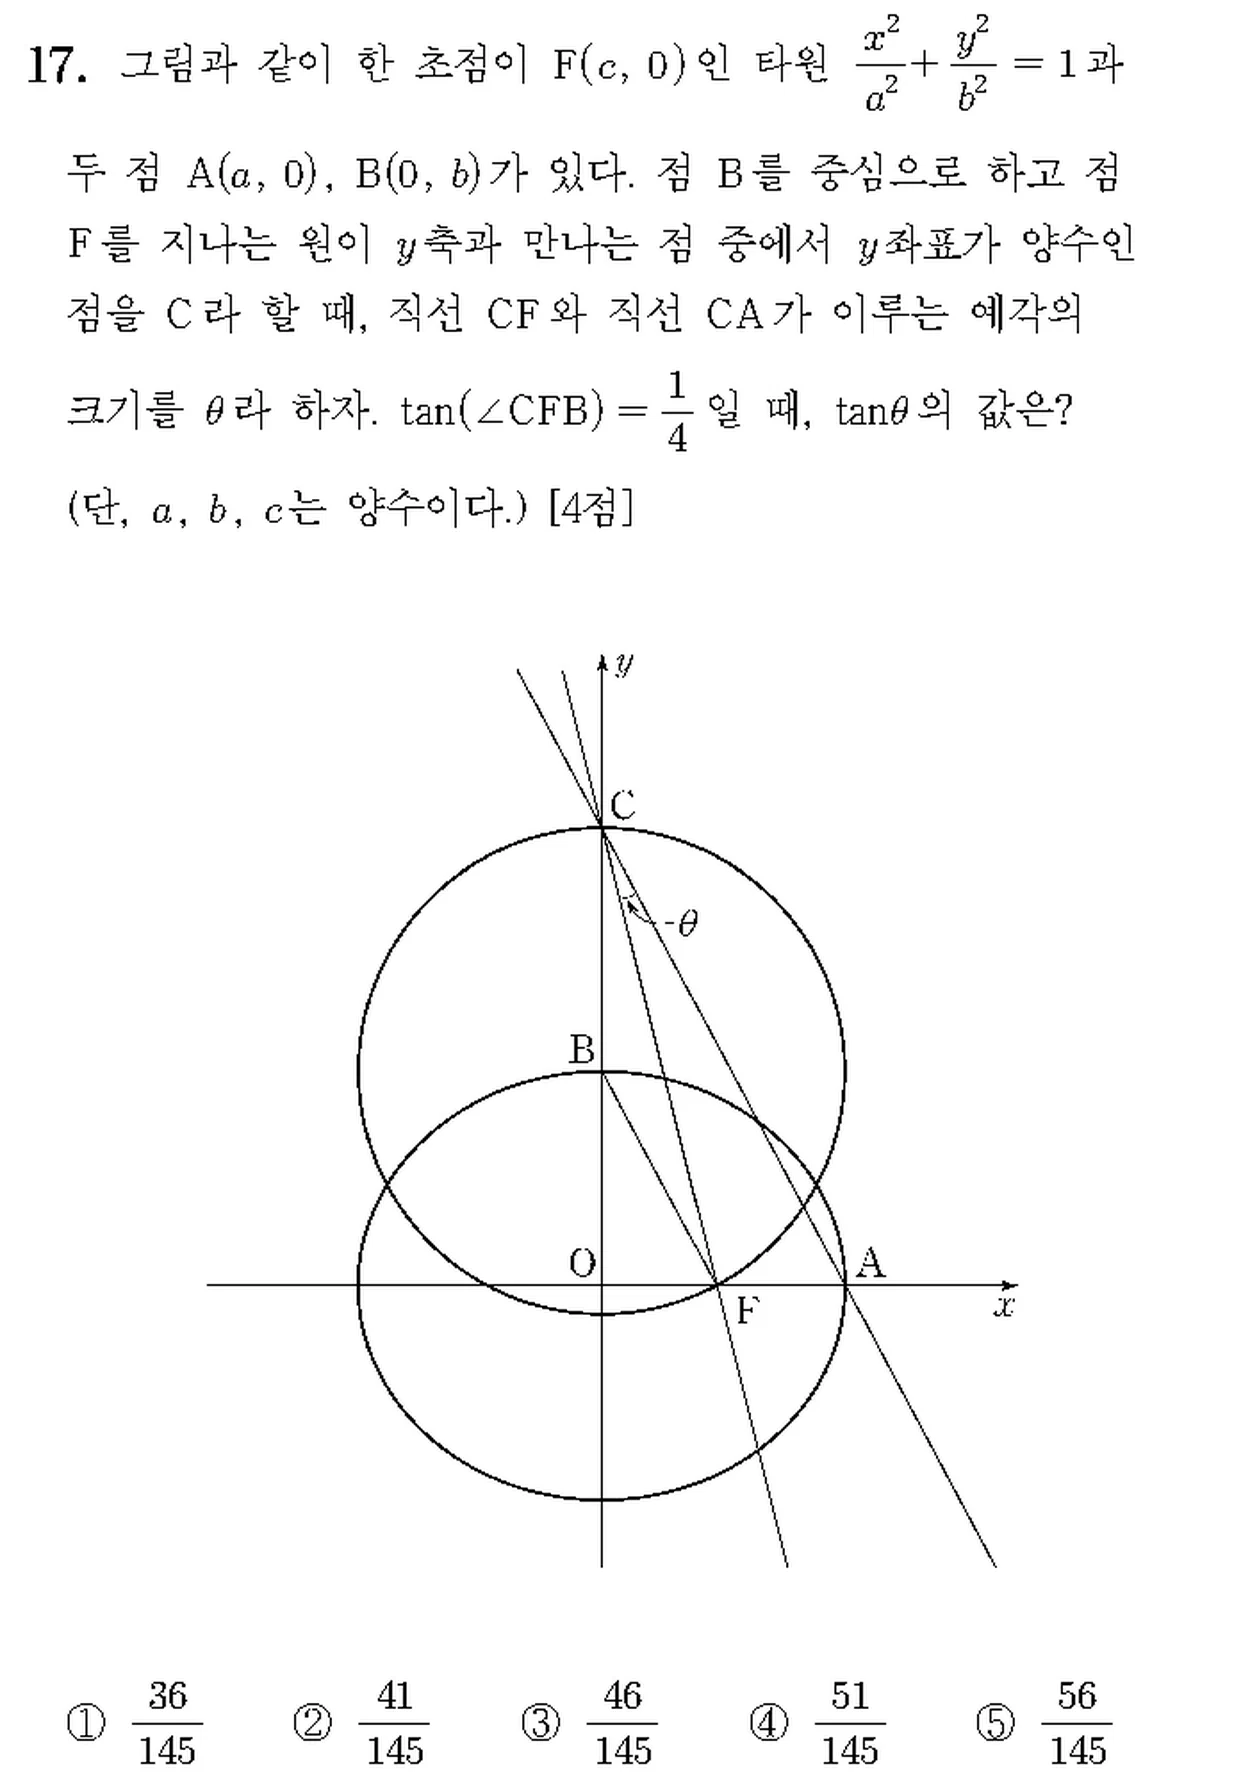 17. 그림과 같이 한 초점이 F(c, 0)인 타원 x²/a² + y²/b² = 1과
두 점 A(a, 0), B(0, b)가 있다. 점 B를 중심으로 하고 점
F를 지나는 원이 y축과 만나는 점 중에서 y좌표가 양수인
점을 C라 할 때, 직선 CF와 직선 CA가 이루는 예각의
크기를 θ라 하자. tan(∠CFB) = 1/4 일 때, tanθ의 값은?
(단, a, b, c는 양수이다.) [4점]
y
C
θ
B
O
A
F
x
① 36/145 ② 41/145 ③ 46/145 ④ 51/145 ⑤ 56/145